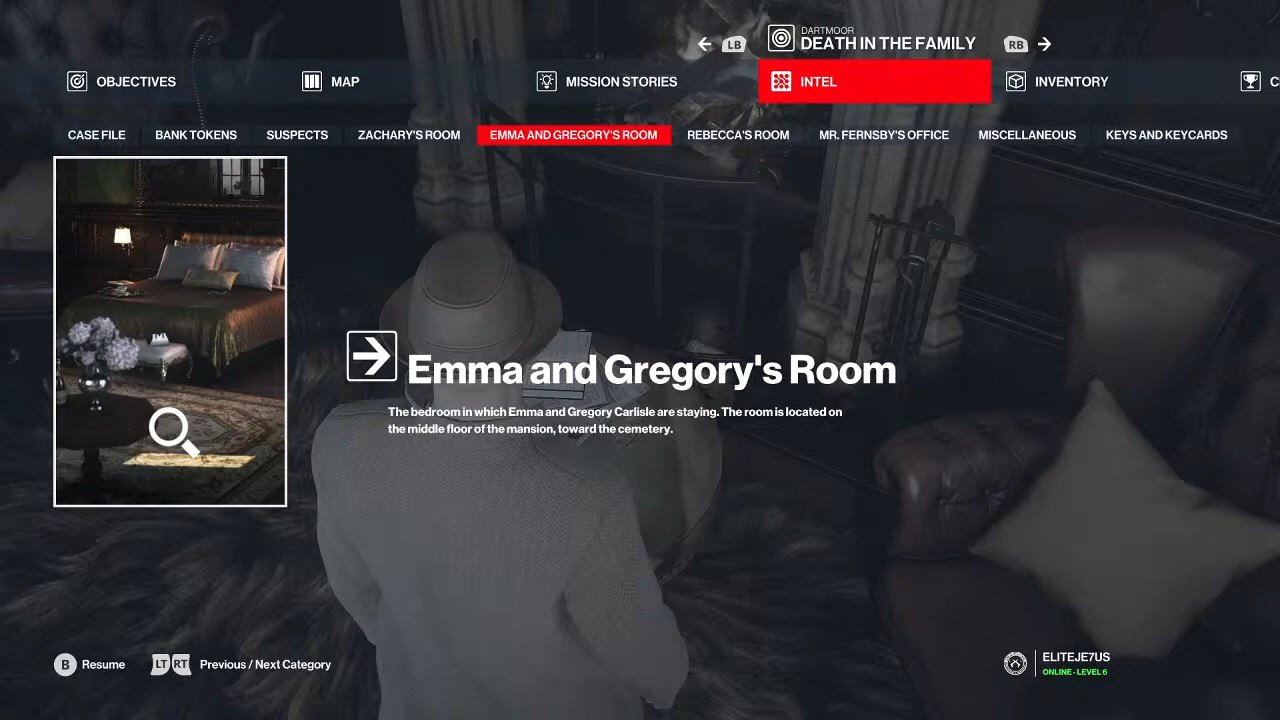 DARTMOOR
LB DEATH IN THE FAMILY RB
OBJECTIVES MAP MISSION STORIES INTEL INVENTORY C
CASE FILE BANK TOKENS SUSPECTS ZACHARY'S ROOM EMMA AND GREGORY'S ROOM REBECCA'S ROOM MR. FERNSBY'S OFFICE MISCELLANEOUS KEYS AND KEYCARDS
Emma and Gregory's Room
The bedroom in which Emma and Gregory Carlisle are staying. The room is located on
the middle floor of the mansion, toward the cemetery.
B Resume LT RT Previous / Next Category
ELITEJE7US
ONLINE - LEVEL 6